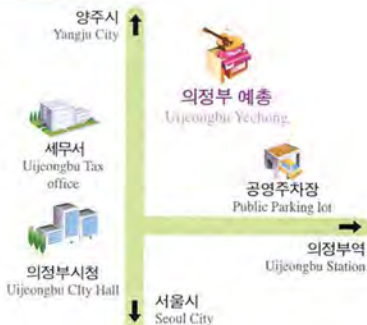 양주시
Yangju City
의정부 예총
Uijeongbu Yechong
세무서
Uijeongbu Tax
office
공영주차장
Public Parking lot
의정부시청
Uijeongbu CIty Hall
의정부역
Uijeongbu Station
서울시
Seoul City